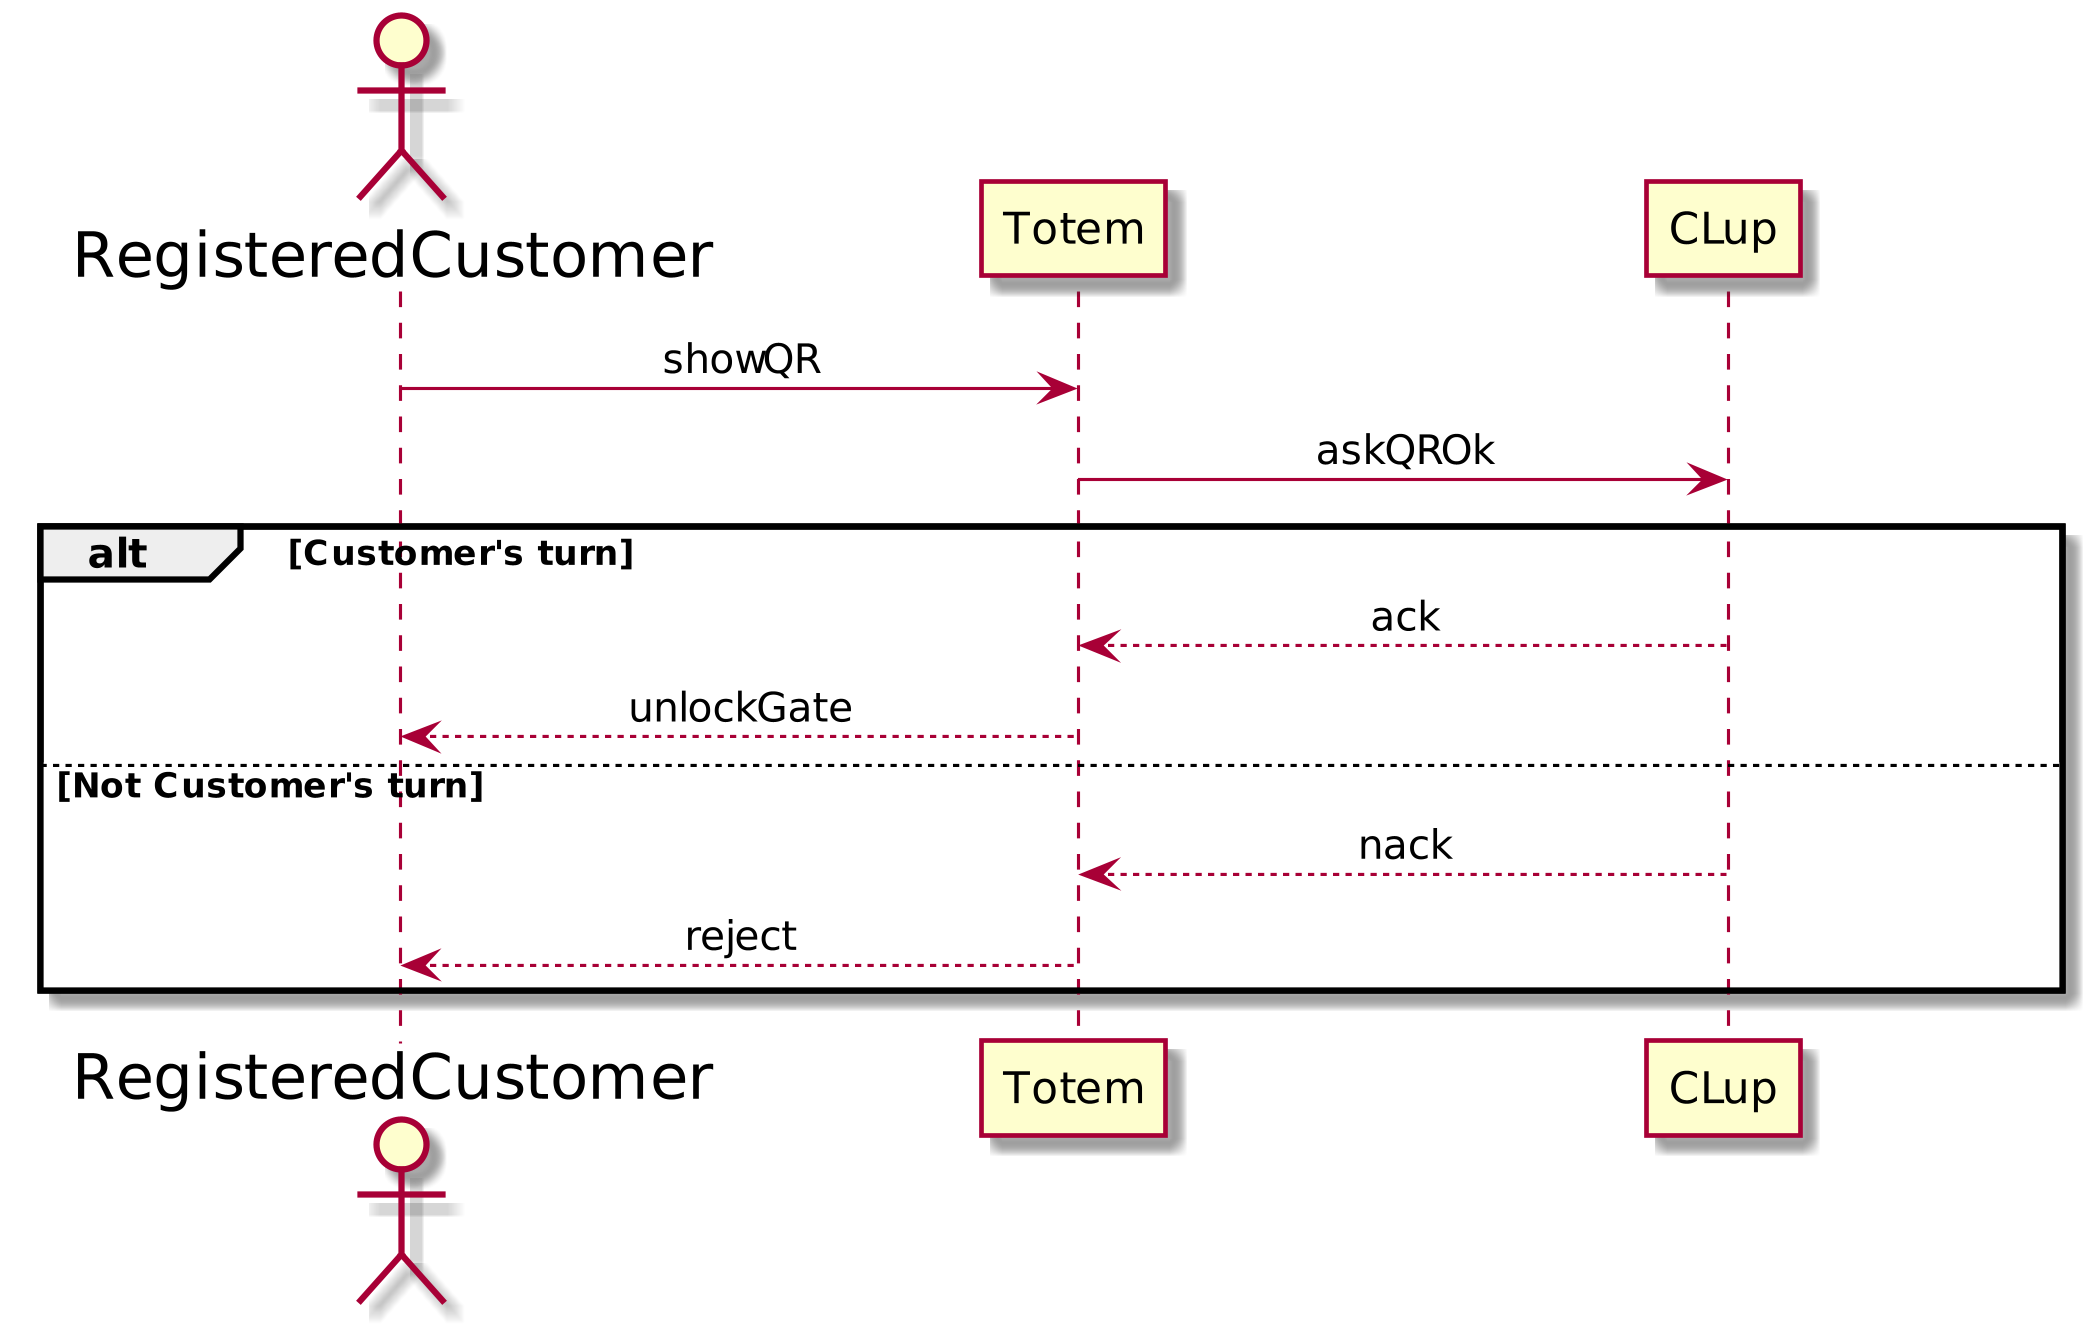 RegisteredCustomer
Totem
CLup
showQR
askQROk
alt
[Customer's turn]
ack
unlockGate
[Not Customer's turn]
nack
reject
RegisteredCustomer
Totem
CLup